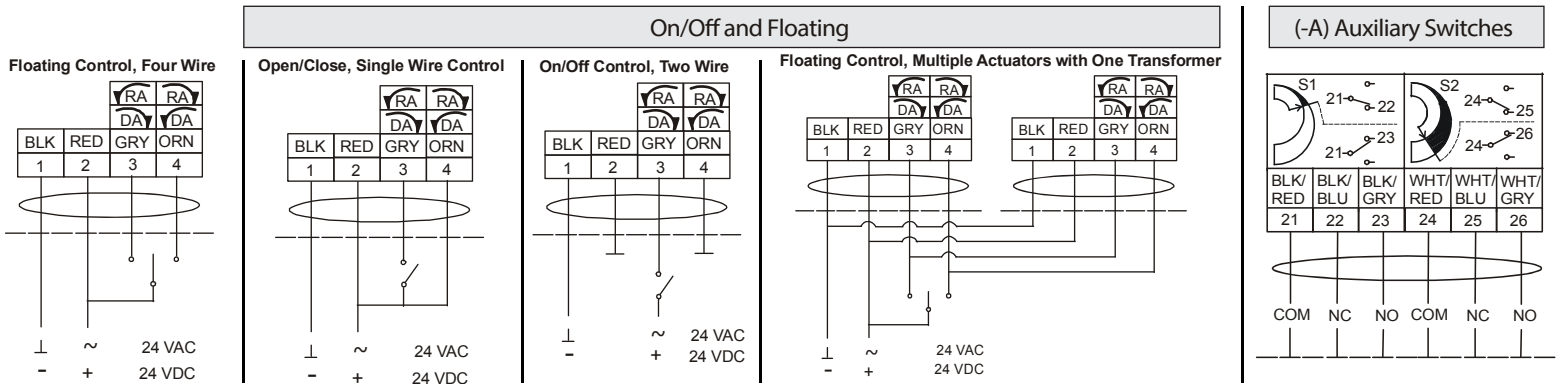 On/Off and Floating
(-A) Auxiliary Switches
Floating Control, Four Wire
RA RA
DA DA
BLK RED GRY ORN
1 2 3 4
⊥ ~ 24 VAC
- + 24 VDC
Open/Close, Single Wire Control
RA RA
DA DA
BLK RED GRY ORN
1 2 3 4
⊥ ~ 24 VAC
- + 24 VDC
On/Off Control, Two Wire
RA RA
DA DA
BLK RED GRY ORN
1 2 3 4
⊥ ~ 24 VAC
- + 24 VDC
Floating Control, Multiple Actuators with One Transformer
RA RA RA RA
DA DA DA DA
BLK RED GRY ORN BLK RED GRY ORN
1 2 3 4 1 2 3 4
⊥ ~ 24 VAC
- + 24 VDC
S1 21 22 S2 24 25
21 23 24 26
BLK/ BLK/ BLK/ WHT/ WHT/ WHT/
RED BLU GRY RED BLU GRY
21 22 23 24 25 26
COM NC NO COM NC NO